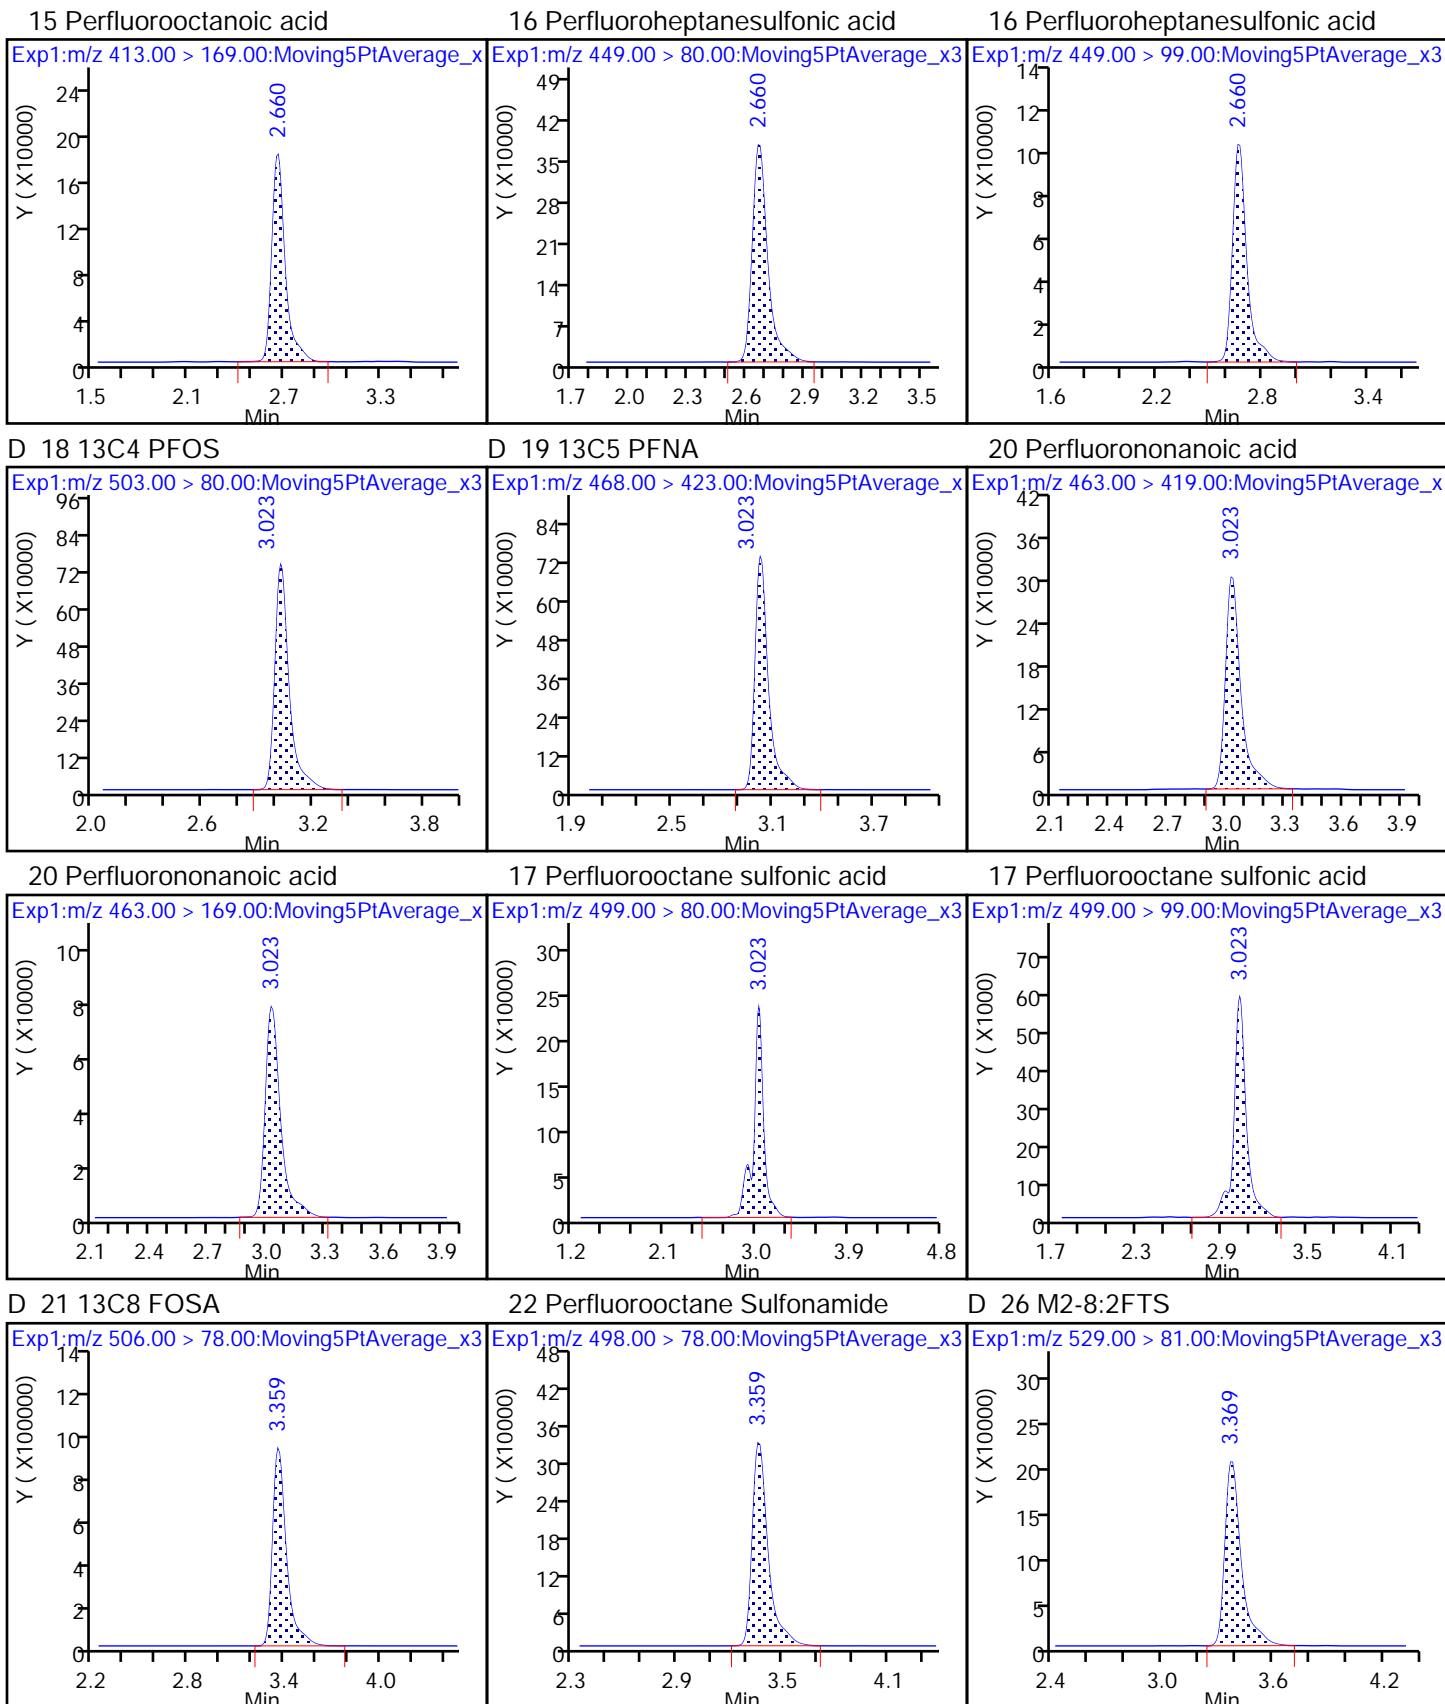 15 Perfluorooctanoic acid
16 Perfluoroheptanesulfonic acid
16 Perfluoroheptanesulfonic acid
Exp1:m/z 413.00 > 169.00:Moving5PtAverage_x
Exp1:m/z 449.00 > 80.00:Moving5PtAverage_x3
Exp1:m/z 449.00 > 99.00:Moving5PtAverage_x3
2.660
2.660
2.660
Y ( X10000)
24
20
16
12
8
4
0
1.5 2.1 2.7 3.3
Min
Y ( X10000)
49
42
35
28
21
14
7
0
1.7 2.0 2.3 2.6 2.9 3.2 3.5
Min
Y ( X10000)
14
12
10
8
6
4
2
0
1.6 2.2 2.8 3.4
Min
D 18 13C4 PFOS
D 19 13C5 PFNA
20 Perfluorononanoic acid
Exp1:m/z 503.00 > 80.00:Moving5PtAverage_x3
Exp1:m/z 468.00 > 423.00:Moving5PtAverage_x
Exp1:m/z 463.00 > 419.00:Moving5PtAverage_x
3.023
3.023
3.023
Y ( X10000)
96
84
72
60
48
36
24
12
0
2.0 2.6 3.2 3.8
Min
Y ( X10000)
84
72
60
48
36
24
12
0
1.9 2.5 3.1 3.7
Min
Y ( X10000)
42
36
30
24
18
12
6
0
2.1 2.4 2.7 3.0 3.3 3.6 3.9
Min
20 Perfluorononanoic acid
17 Perfluorooctane sulfonic acid
17 Perfluorooctane sulfonic acid
Exp1:m/z 463.00 > 169.00:Moving5PtAverage_x
Exp1:m/z 499.00 > 80.00:Moving5PtAverage_x3
Exp1:m/z 499.00 > 99.00:Moving5PtAverage_x3
3.023
3.023
3.023
Y ( X10000)
10
8
6
4
2
0
2.1 2.4 2.7 3.0 3.3 3.6 3.9
Min
Y ( X10000)
30
25
20
15
10
5
0
1.2 2.1 3.0 3.9 4.8
Min
Y ( X1000)
70
60
50
40
30
20
10
0
1.7 2.3 2.9 3.5 4.1
Min
D 21 13C8 FOSA
22 Perfluorooctane Sulfonamide
D 26 M2-8:2FTS
Exp1:m/z 506.00 > 78.00:Moving5PtAverage_x3
Exp1:m/z 498.00 > 78.00:Moving5PtAverage_x3
Exp1:m/z 529.00 > 81.00:Moving5PtAverage_x3
3.359
3.359
3.369
Y ( X100000)
14
12
10
8
6
4
2
0
2.2 2.8 3.4 4.0
Min
Y ( X10000)
48
42
36
30
24
18
12
6
0
2.3 2.9 3.5 4.1
Min
Y ( X10000)
30
25
20
15
10
5
0
2.4 3.0 3.6 4.2
Min